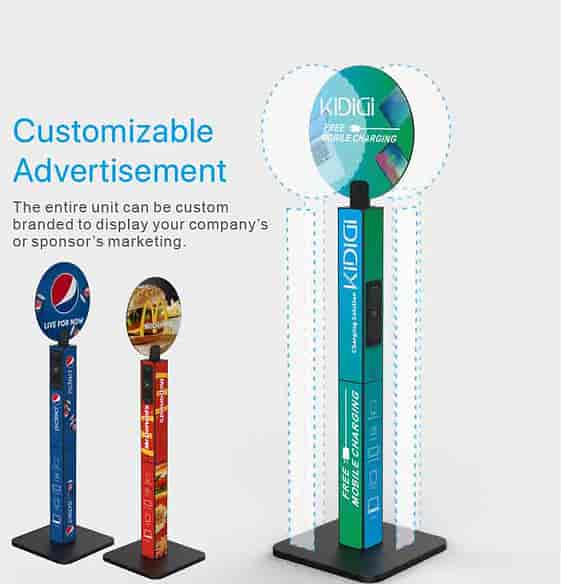 Customizable
Advertisement
The entire unit can be custom
branded to display your company's
or sponsor's marketing.
KIDIGI
FREE
MOBILE CHARGING
KIDIGI
Charging Solution
FREE
MOBILE CHARGING
LIVE FOR NOW
McDonald's